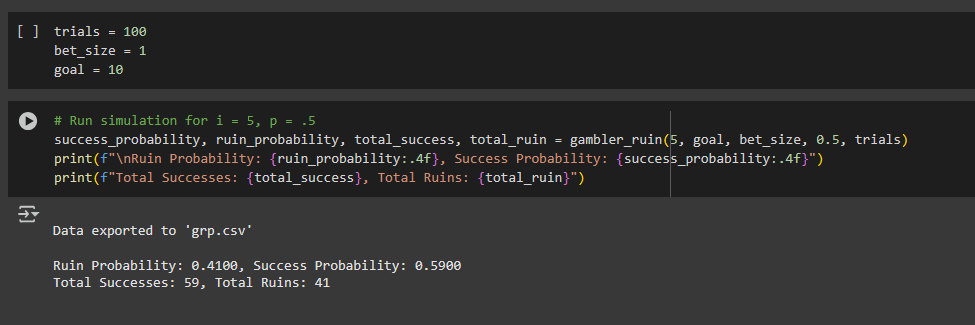 [ ] trials = 100
bet_size = 1
goal = 10
# Run simulation for i = 5, p = .5
success_probability, ruin_probability, total_success, total_ruin = gambler_ruin(5, goal, bet_size, 0.5, trials)
print(f"\nRuin Probability: {ruin_probability:.4f}, Success Probability: {success_probability:.4f}")
print(f"Total Successes: {total_success}, Total Ruins: {total_ruin}")
Data exported to 'grp.csv'
Ruin Probability: 0.4100, Success Probability: 0.5900
Total Successes: 59, Total Ruins: 41